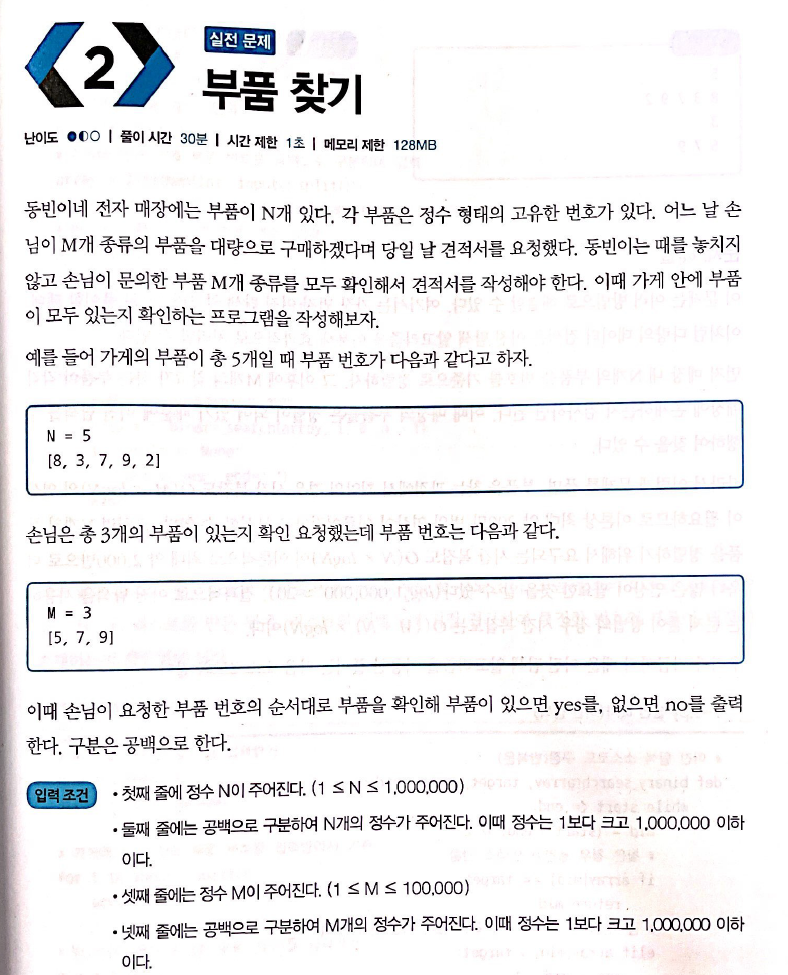 2
실전 문제
부품 찾기
난이도 ●◐○ | 풀이 시간 30분 | 시간 제한 1초 | 메모리 제한 128MB
동빈이네 전자 매장에는 부품이 N개 있다. 각 부품은 정수 형태의 고유한 번호가 있다. 어느 날 손
님이 M개 종류의 부품을 대량으로 구매하겠다며 당일 날 견적서를 요청했다. 동빈이는 때를 놓치지
않고 손님이 문의한 부품 M개 종류를 모두 확인해서 견적서를 작성해야 한다. 이때 가게 안에 부품
이 모두 있는지 확인하는 프로그램을 작성해보자.
예를 들어 가게의 부품이 총 5개일 때 부품 번호가 다음과 같다고 하자.
N = 5
[8, 3, 7, 9, 2]
손님은 총 3개의 부품이 있는지 확인 요청했는데 부품 번호는 다음과 같다.
M = 3
[5, 7, 9]
이때 손님이 요청한 부품 번호의 순서대로 부품을 확인해 부품이 있으면 yes를, 없으면 no를 출력
한다. 구분은 공백으로 한다.
입력 조건
• 첫째 줄에 정수 N이 주어진다. (1 ≤ N ≤ 1,000,000)
• 둘째 줄에는 공백으로 구분하여 N개의 정수가 주어진다. 이때 정수는 1보다 크고 1,000,000 이하
이다.
• 셋째 줄에는 정수 M이 주어진다. (1 ≤ M ≤ 100,000)
• 넷째 줄에는 공백으로 구분하여 M개의 정수가 주어진다. 이때 정수는 1보다 크고 1,000,000 이하
이다.